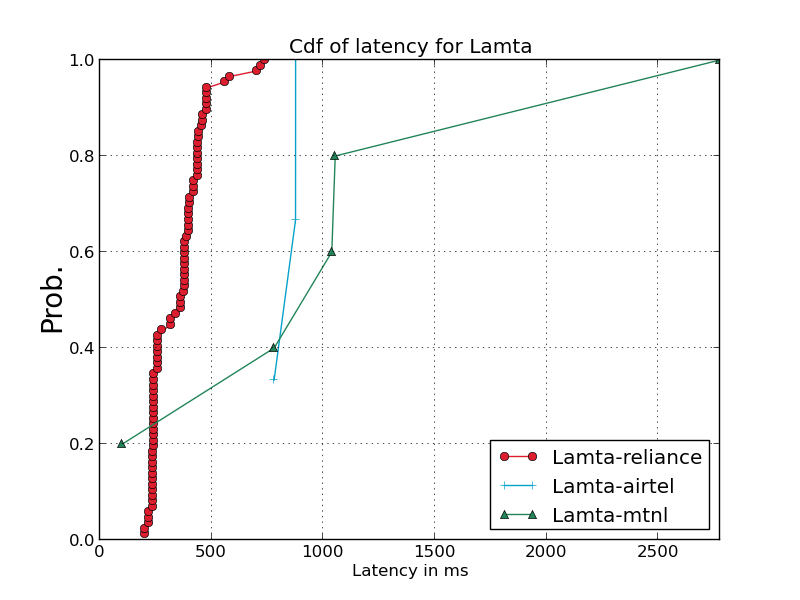 Cdf of latency for Lamta
1.0
0.8
0.6
0.4
0.2
0.0
Prob.
0 500 1000 1500 2000 2500
Latency in ms
Lamta-reliance
Lamta-airtel
Lamta-mtnl